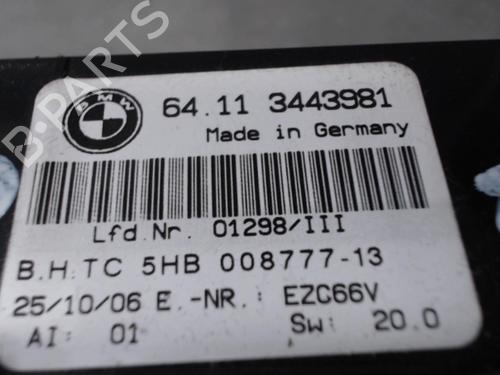 BMW
64.11 3443981
Made in Germany
Lfd.Nr. 01298/III
B.H.TC 5HB 008777-13
25/10/06 E.-NR.: EZC66V
AI: 01 Sw: 20.0
B-PARTS